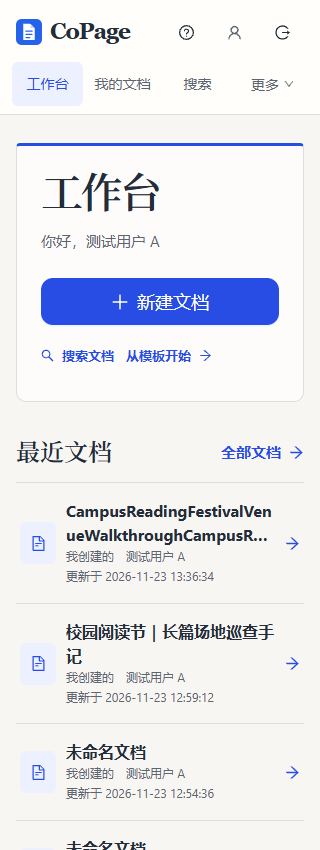 CoPage
工作台 我的文档 搜索 更多
工作台
你好，测试用户 A
新建文档
搜索文档 从模板开始
最近文档 全部文档
CampusReadingFestivalVen
ueWalkthroughCampusR...
我创建的 测试用户 A
更新于 2026-11-23 13:36:34
校园阅读节 | 长篇场地巡查手
记
我创建的 测试用户 A
更新于 2026-11-23 12:59:12
未命名文档
我创建的 测试用户 A
更新于 2026-11-23 12:54:36
未命名文档